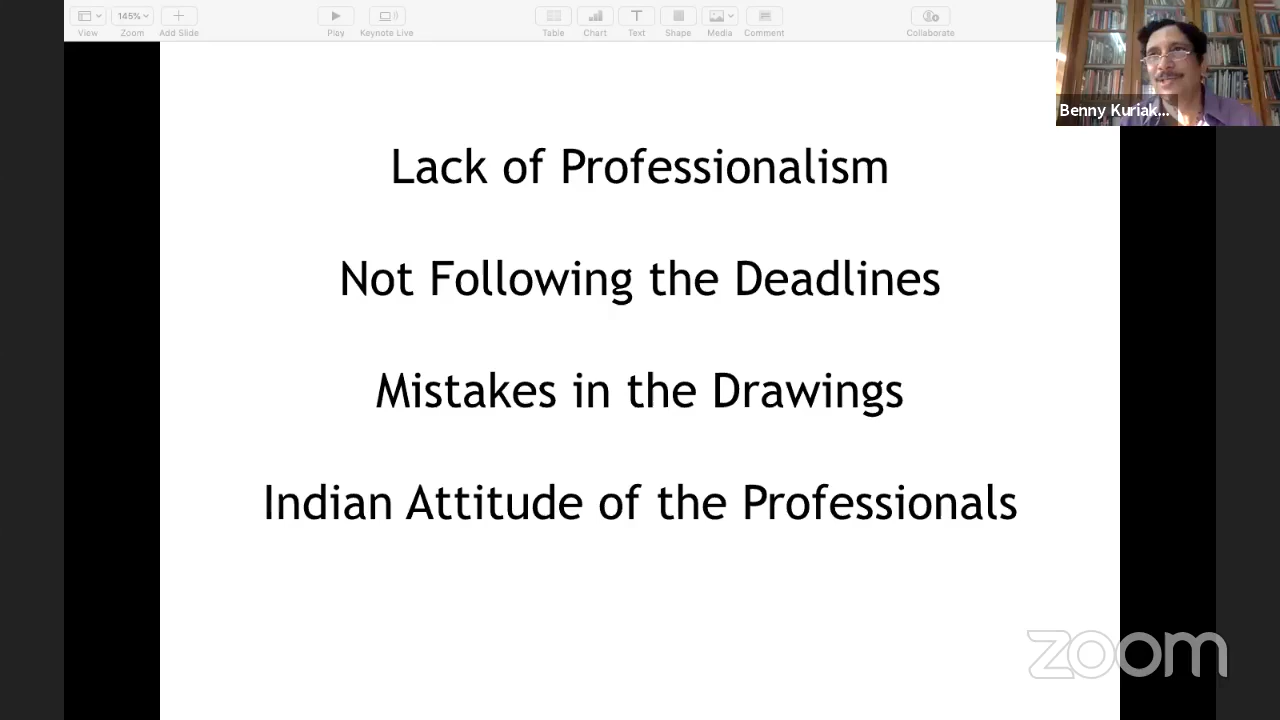 145%
View
Zoom
Add Slide
Play
Keynote Live
Table
Chart
Text
Shape
Media
Comment
Collaborate
Benny Kuriak...
Lack of Professionalism
Not Following the Deadlines
Mistakes in the Drawings
Indian Attitude of the Professionals
zoom